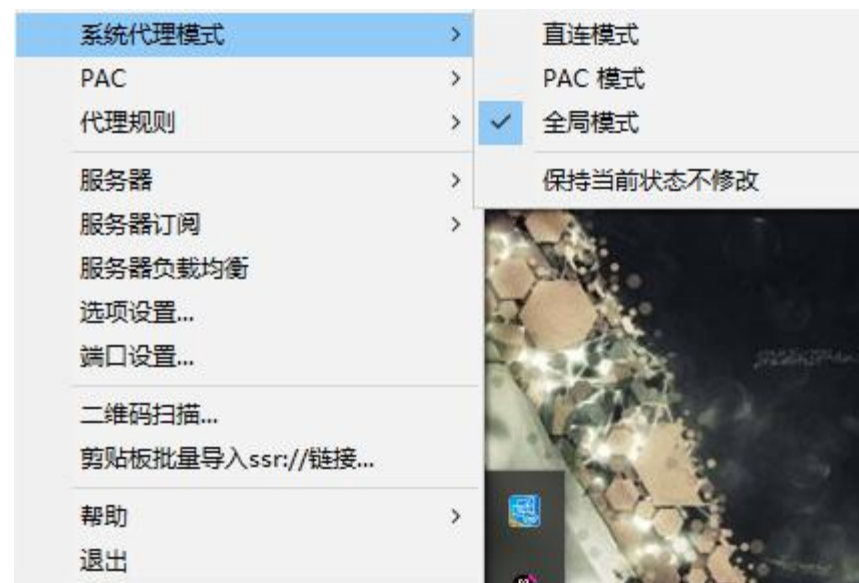 系统代理模式
PAC
代理规则
服务器
服务器订阅
服务器负载均衡
选项设置...
端口设置...
二维码扫描...
剪贴板批量导入ssr://链接...
帮助
退出
直连模式
PAC 模式
全局模式
保持当前状态不修改